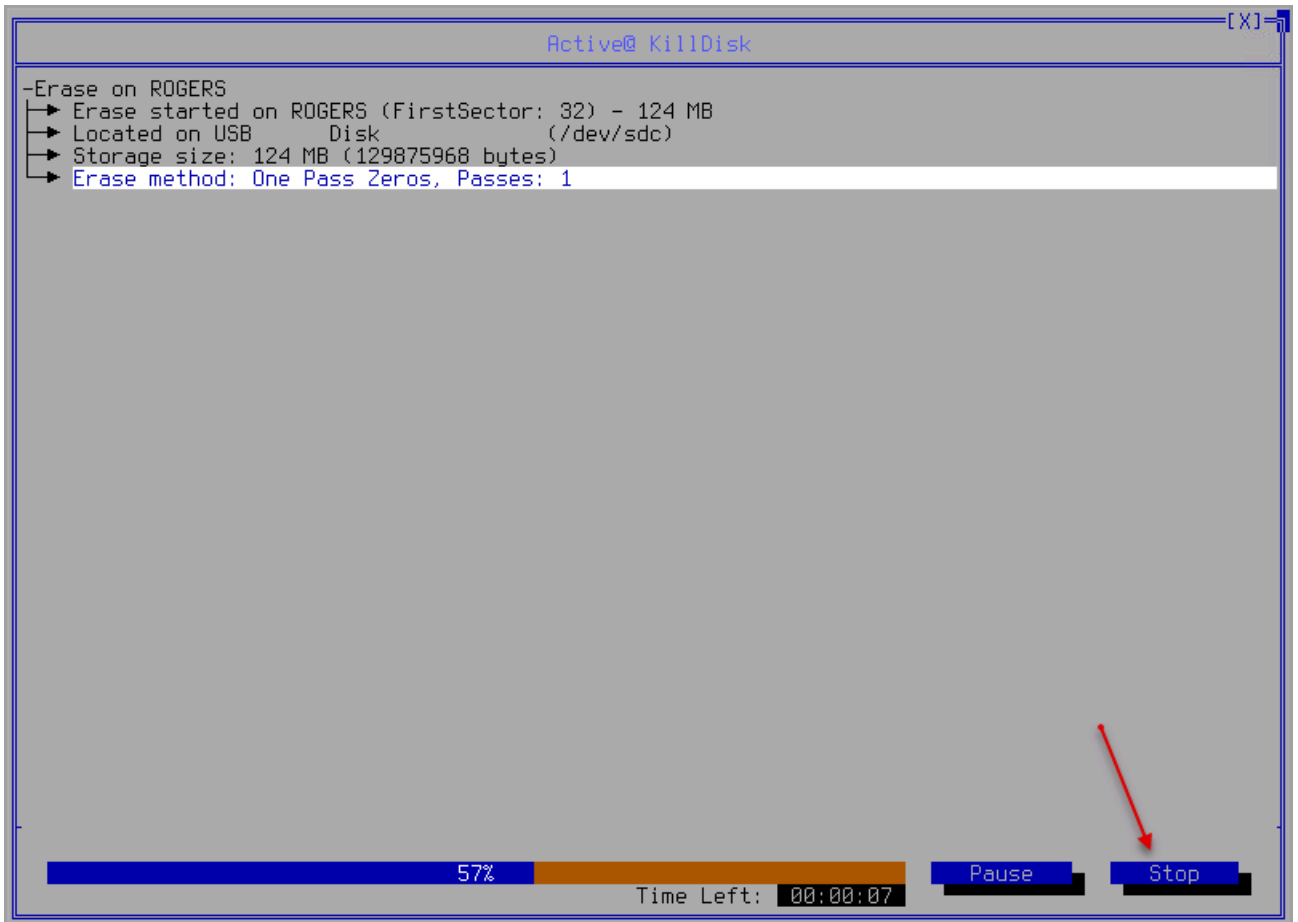 [X]
Active@ KillDisk
-Erase on ROGERS
Erase started on ROGERS (FirstSector: 32) - 124 MB
Located on USB Disk (/dev/sdc)
Storage size: 124 MB (129875968 bytes)
Erase method: One Pass Zeros, Passes: 1
57% Pause Stop
Time Left: 00:00:07